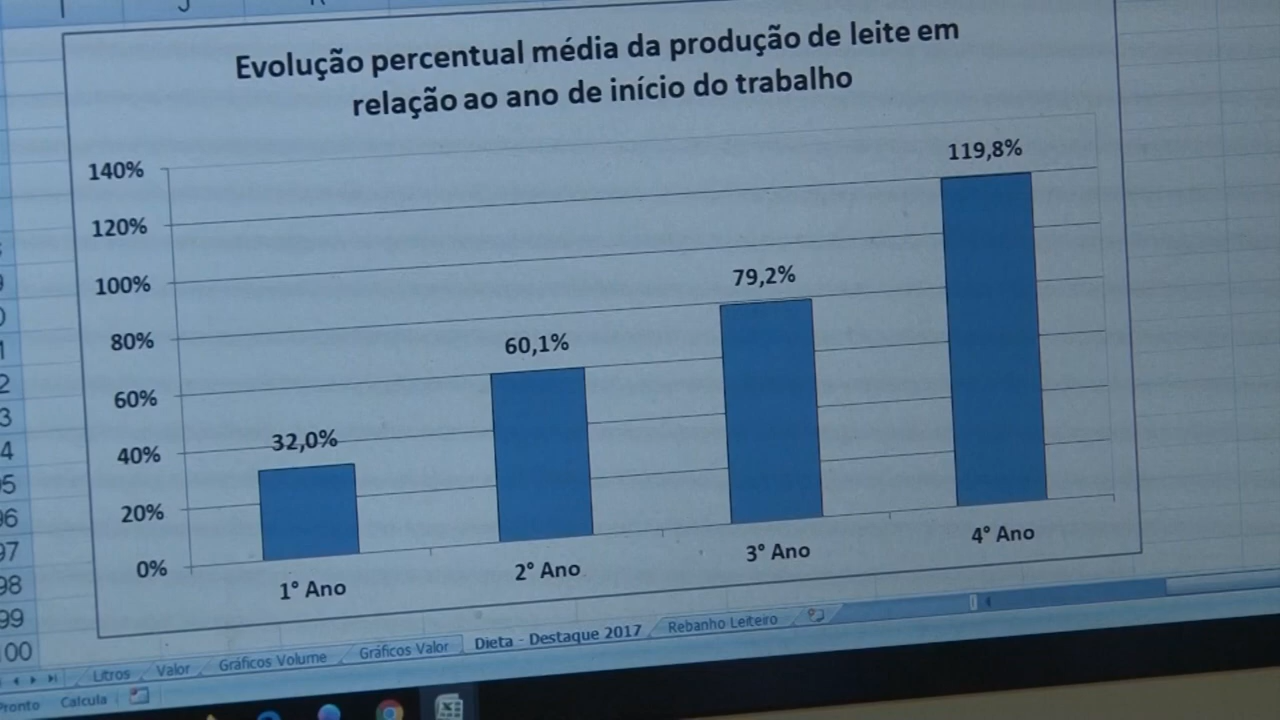 Evolução percentual média da produção de leite em
relação ao ano de início do trabalho
140%
120%
100%
80%
60%
40%
20%
0%
32,0%
60,1%
79,2%
119,8%
1° Ano
2° Ano
3° Ano
4° Ano
98
99
Litros Valor Gráficos Volume Gráficos Valor Dieta - Destaque 2017 Rebanho Leiteiro
Pronto Calcula